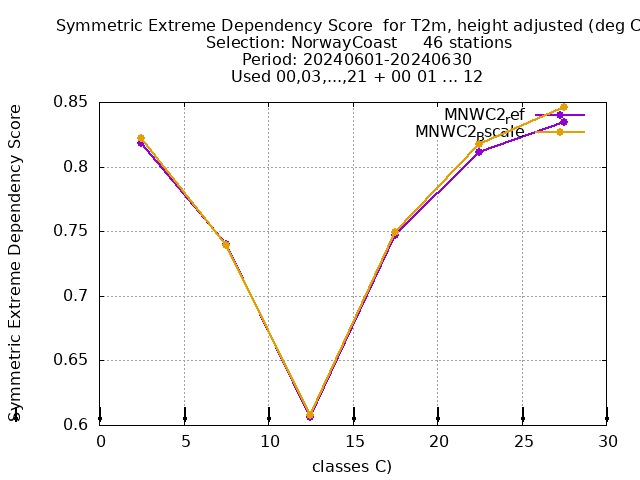 Symmetric Extreme Dependency Score for T2m, height adjusted (deg C
Selection: NorwayCoast 46 stations
Period: 20240601-20240630
Used 00,03,...,21 + 00 01 ... 12
Symmetric Extreme Dependency Score
0.85
0.8
0.75
0.7
0.65
0.6
MNWC2_ref
MNWC2_Bscale
0 5 10 15 20 25 30
classes C)